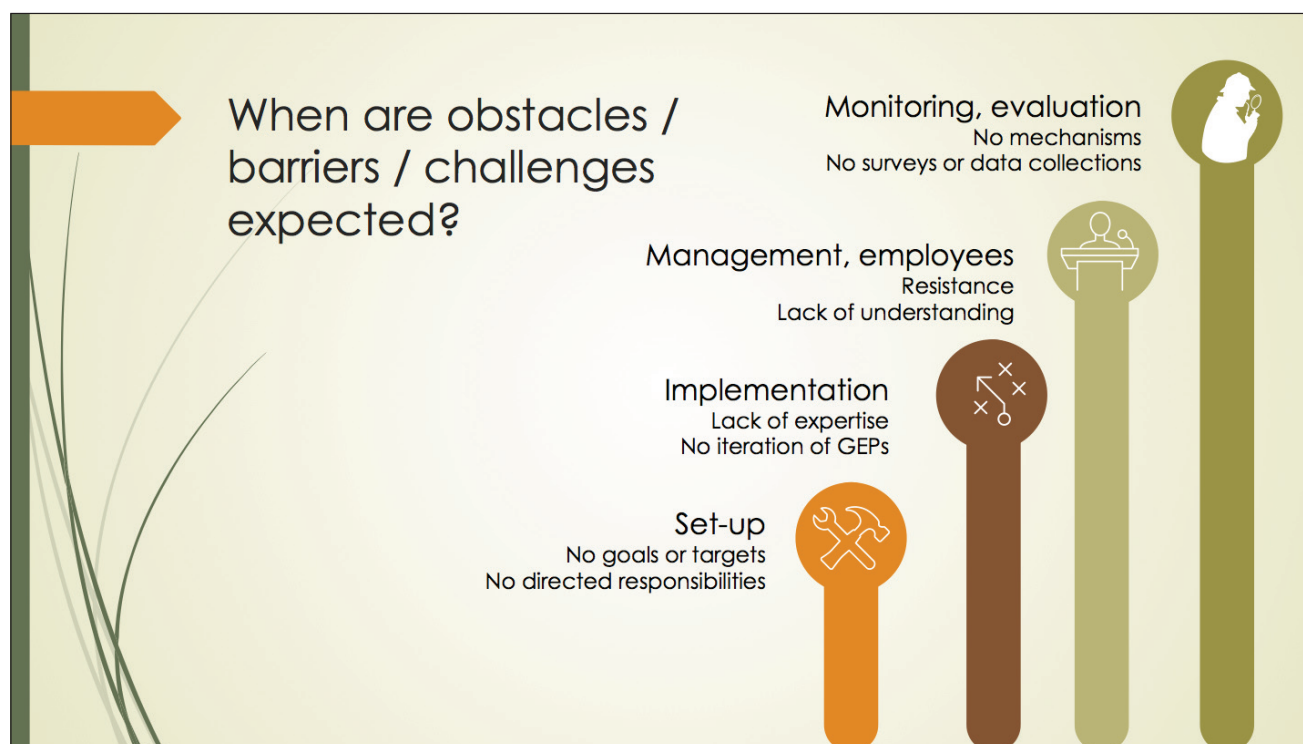 When are obstacles /
barriers / challenges
expected?
Monitoring, evaluation
No mechanisms
No surveys or data collections
Management, employees
Resistance
Lack of understanding
Implementation
Lack of expertise
No iteration of GEPs
Set-up
No goals or targets
No directed responsibilities